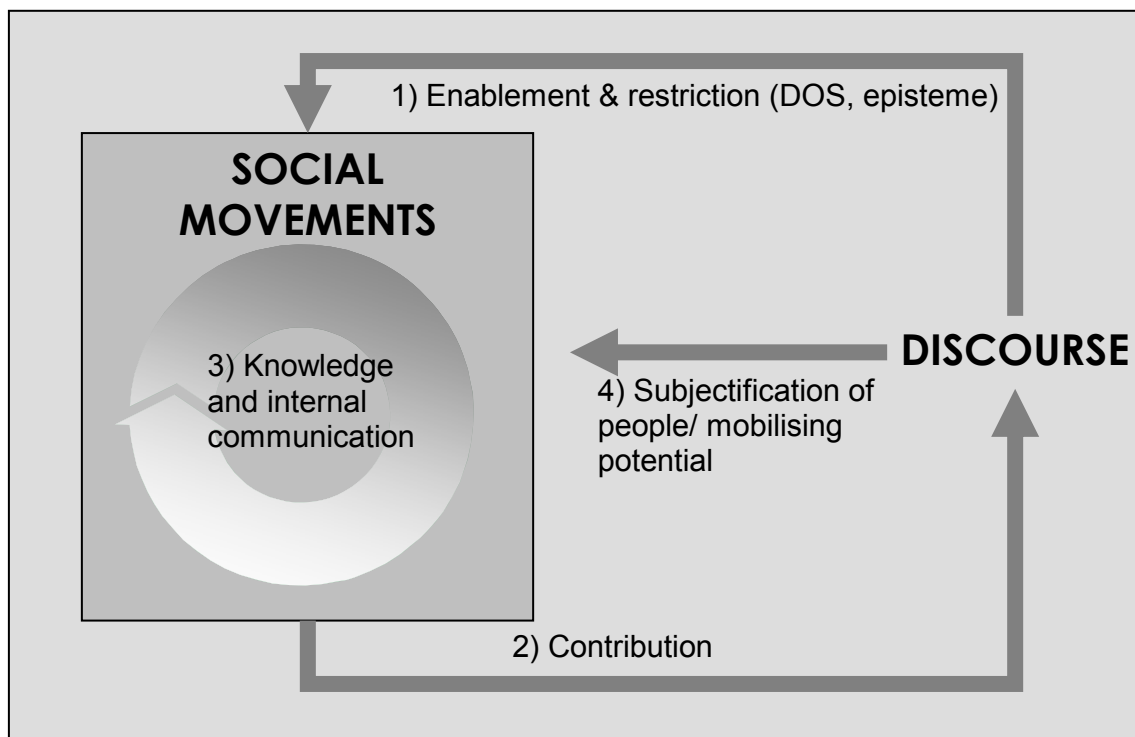 1) Enablement & restriction (DOS, episteme)
SOCIAL
MOVEMENTS
3) Knowledge
and internal
communication
DISCOURSE
4) Subjectification of
people/ mobilising
potential
2) Contribution